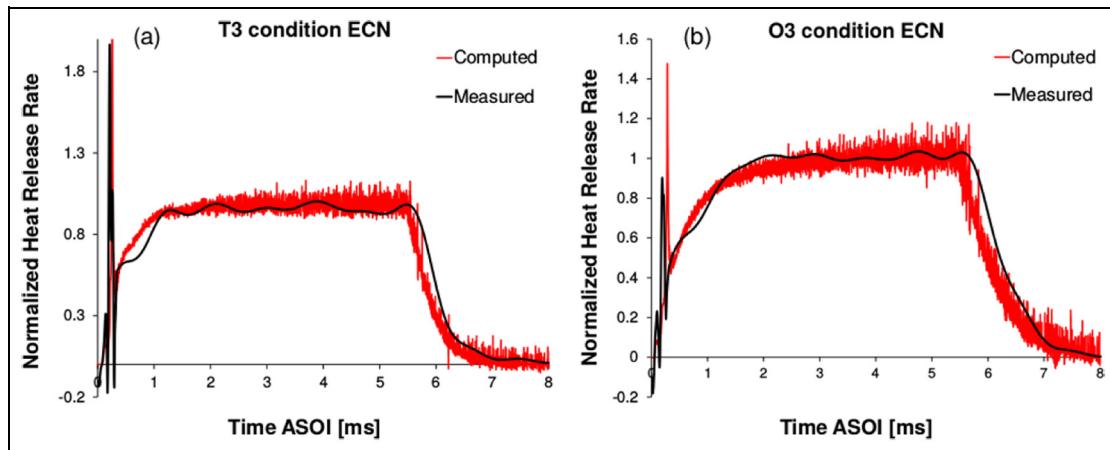 (a)
T3 condition ECN
Computed
Measured
Normalized Heat Release Rate
1.8
1.3
0.8
0.3
-0.2
0 1 2 3 4 5 6 7 8
Time ASOI [ms]
(b)
O3 condition ECN
Computed
Measured
Normalized Heat Release Rate
1.6
1.4
1.2
1
0.8
0.6
0.4
0.2
0
-0.2
0 1 2 3 4 5 6 7 8
Time ASOI [ms]